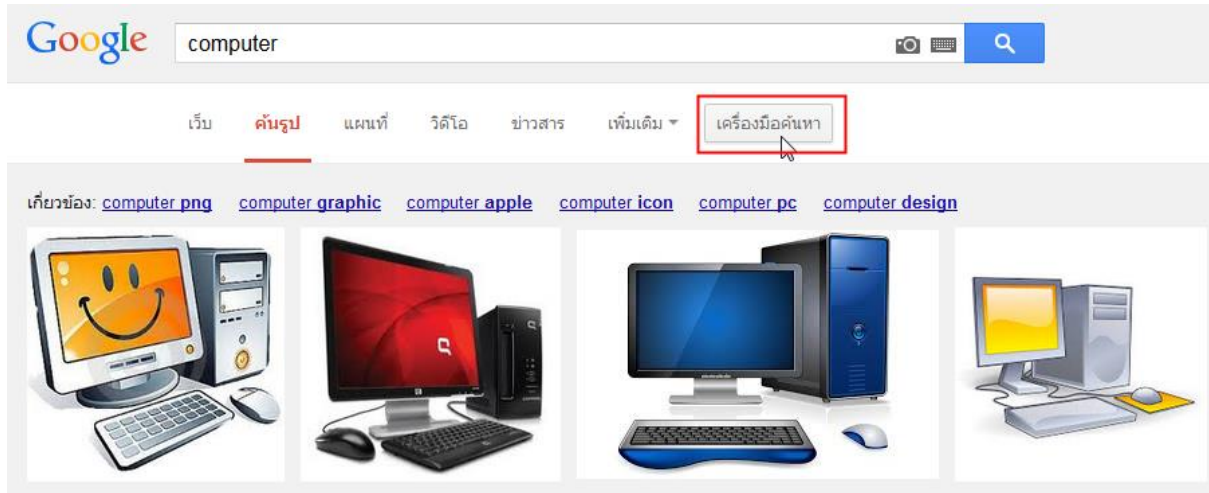 Google computer
เว็บ ค้นรูป แผนที่ วิดีโอ ข่าวสาร เพิ่มเติม เครื่องมือค้นหา
เกี่ยวข้อง: computer png computer graphic computer apple computer icon computer pc computer design